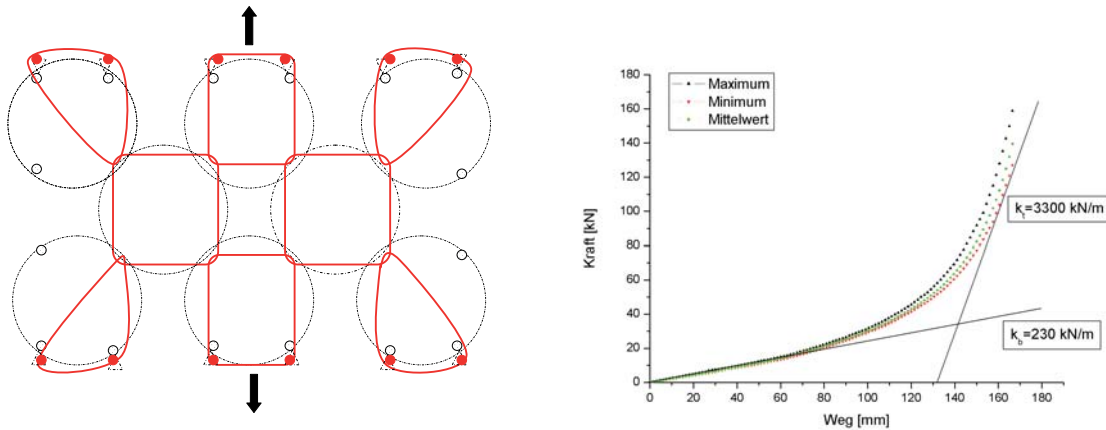 Kraft [kN]
180
160
140
120
100
80
60
40
20
0
Maximum
Minimum
Mittelwert
kt=3300 kN/m
kb=230 kN/m
0 20 40 60 80 100 120 140 160 180
Weg [mm]